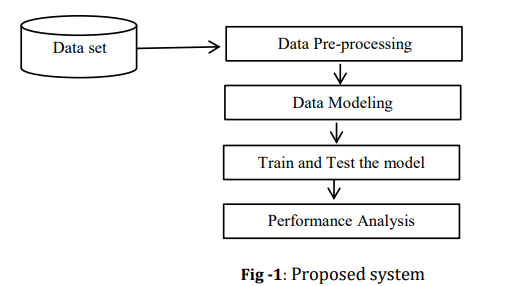 Data set
Data Pre-processing
Data Modeling
Train and Test the model
Performance Analysis
Fig -1: Proposed system